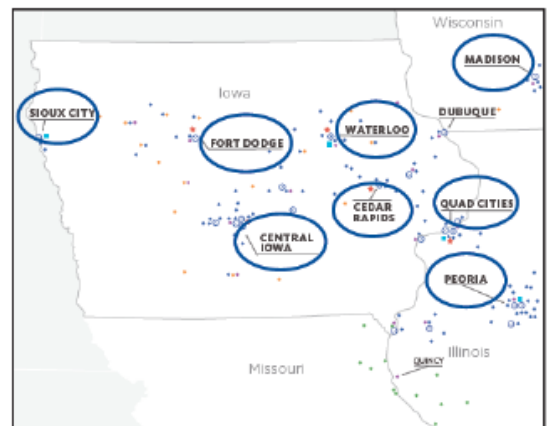 Wisconsin
MADISON
Iowa
SIOUX CITY
DUBUQUE
WATERLOO
FORT DODGE
CEDAR
RAPIDS
QUAD CITIES
CENTRAL
IOWA
PEORIA
Illinois
QUINCY
Missouri